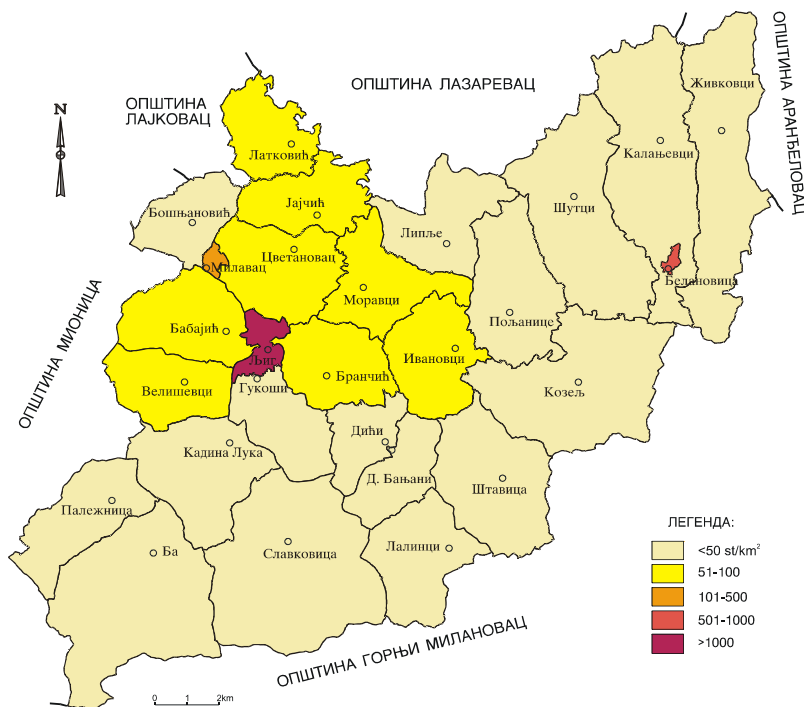 N
ОПШТИНА
ЛАЈКОВАЦ
ОПШТИНА ЛАЗАРЕВАЦ
ОПШТИНА АРАНЂЕЛОВАЦ
ОПШТИНА МИОНИЦА
ОПШТИНА ГОРЊИ МИЛАНОВАЦ
Живковци
Латковић
Калањевци
Шутци
Јајчић
Бошњановић
Липље
Цветановац
Милавац
Белановица
Моравци
Пољанице
Бабајић
Љиг
Ивановци
Бранчић
Велишевци
Гукоши
Козељ
Дићи
Кадина Лука
Д. Бањани
Штавица
Палежница
Ба
Славковица
Лалинци
ЛЕГЕНДА:
<50 st/km²
51-100
101-500
501-1000
>1000
0 1 2km